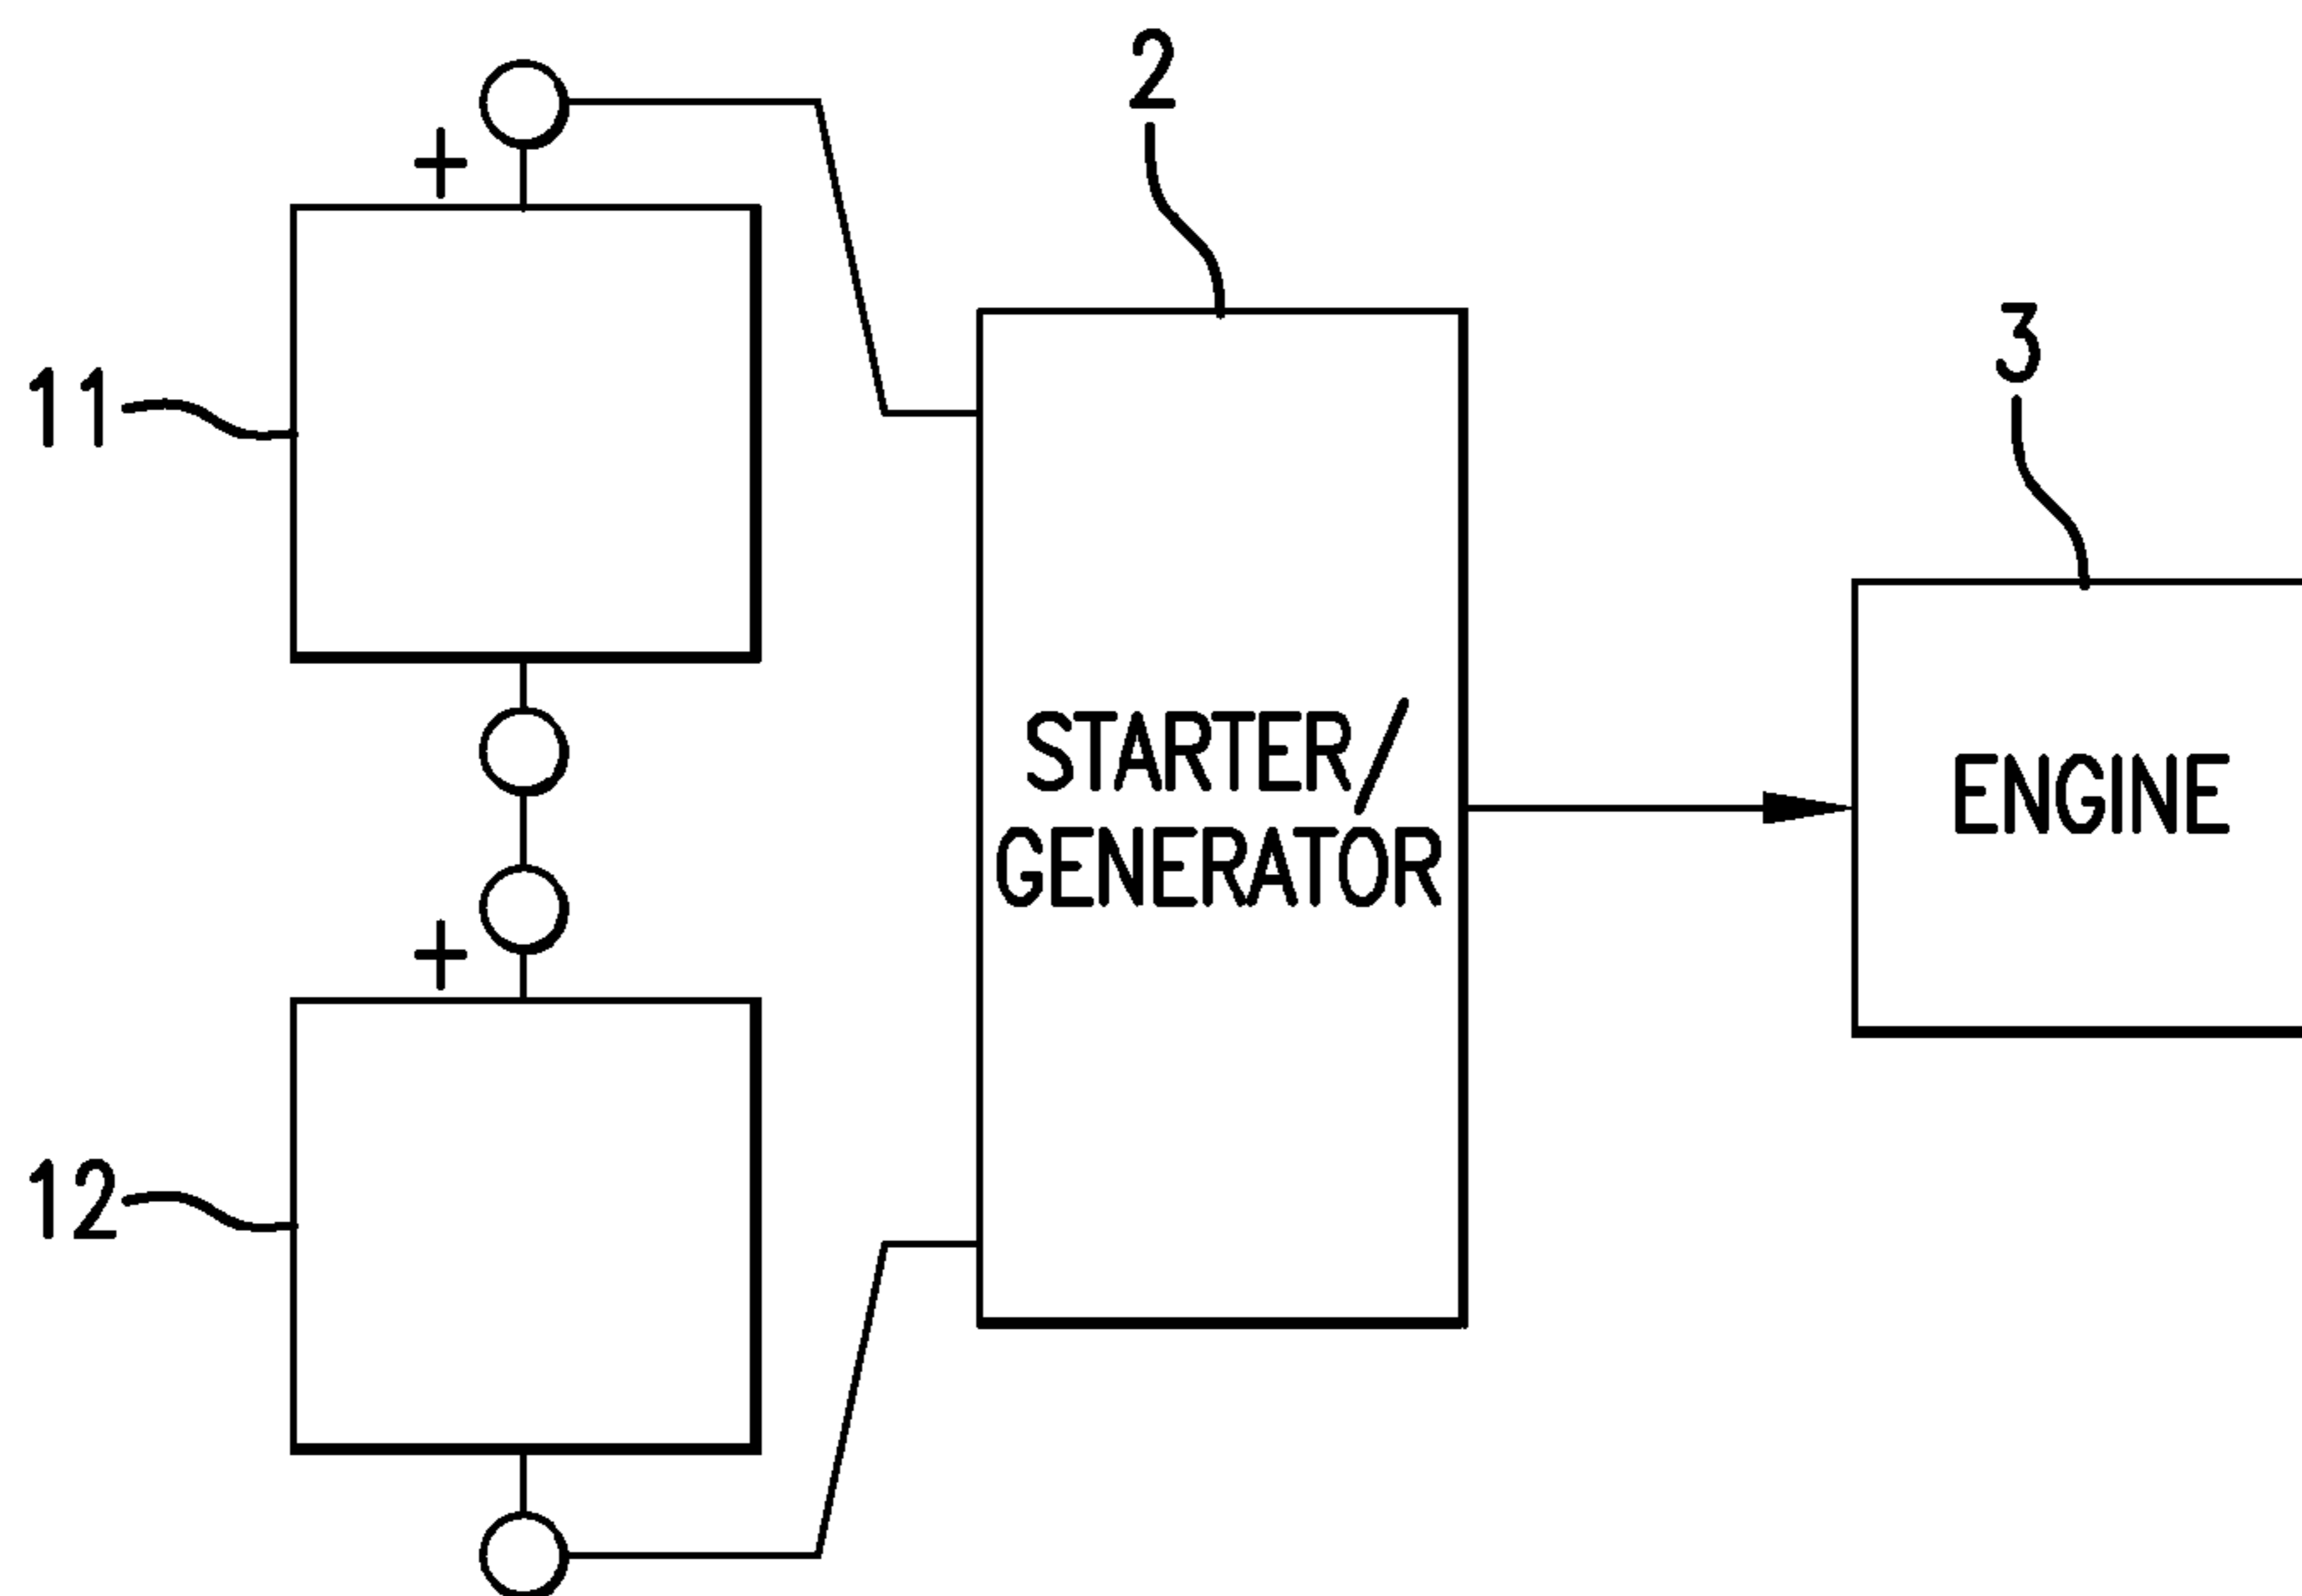 2
+
3
11
STARTER/
GENERATOR
ENGINE
+
12